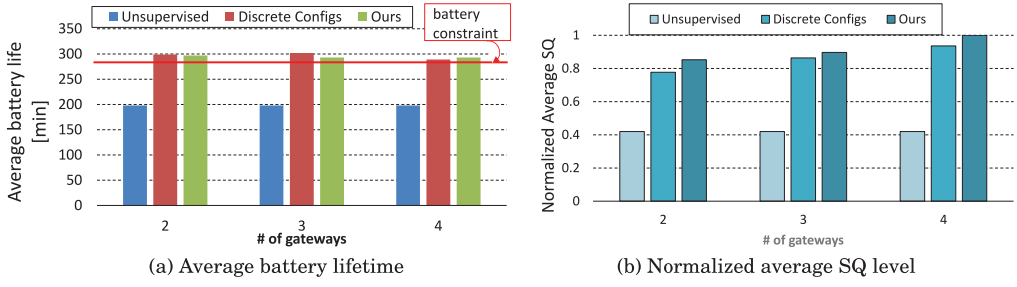 Unsupervised Discrete Configs Ours
battery
constraint
Average battery life
[min]
350
300
250
200
150
100
50
0
2 3 4
# of gateways
(a) Average battery lifetime
Unsupervised Discrete Configs Ours
Normalized Average SQ
1
0.8
0.6
0.4
0.2
0
2 3 4
# of gateways
(b) Normalized average SQ level